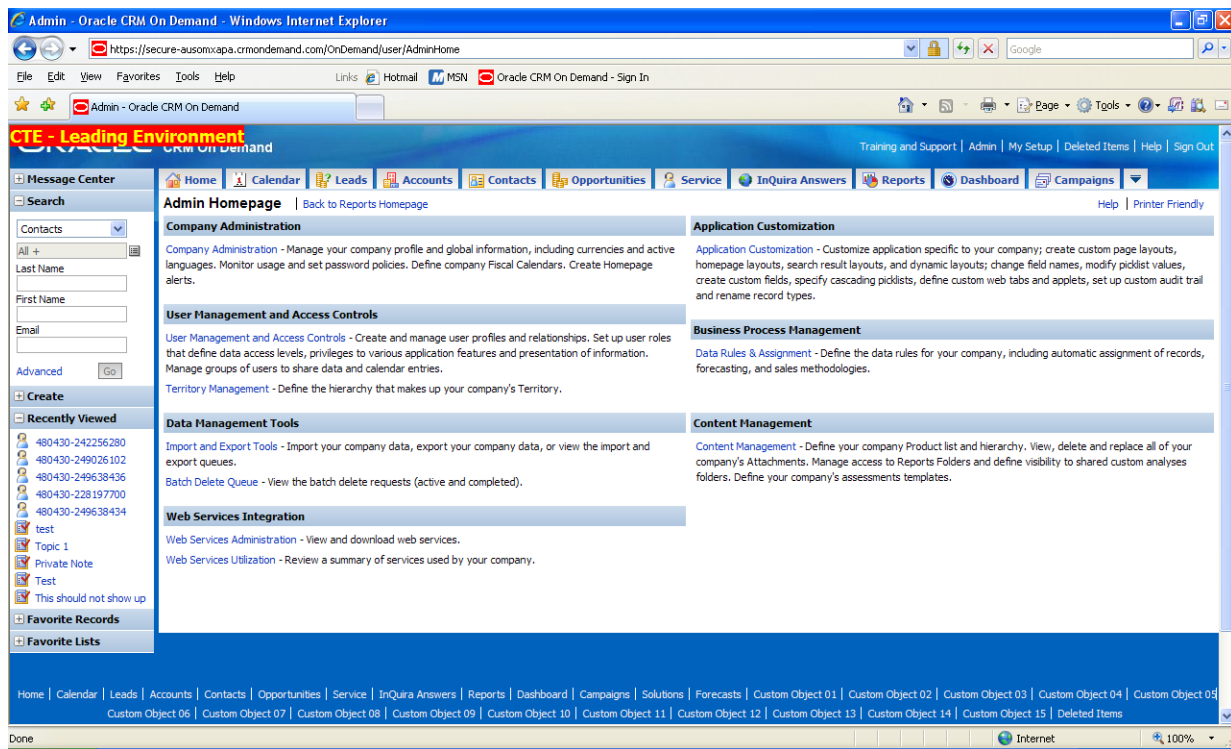 Admin - Oracle CRM On Demand - Windows Internet Explorer
https://secure-ausomxapa.crmondemand.com/OnDemand/user/AdminHome
Google
File Edit View Favorites Tools Help
Links Hotmail MSN Oracle CRM On Demand - Sign In
Admin - Oracle CRM On Demand
Page Tools
CTE - Leading Environment
CRM On Demand
Training and Support | Admin | My Setup | Deleted Items | Help | Sign Out
Message Center
Home Calendar Leads Accounts Contacts Opportunities Service InQuira Answers Reports Dashboard Campaigns
Search
Contacts
All +
Last Name
First Name
Email
Advanced Go
Create
Recently Viewed
480430-242256280
480430-249026102
480430-249638436
480430-228197700
480430-249638434
test
Topic 1
Private Note
Test
This should not show up
Favorite Records
Favorite Lists
Admin Homepage | Back to Reports Homepage
Help | Printer Friendly
Company Administration
Company Administration - Manage your company profile and global information, including currencies and active
languages. Monitor usage and set password policies. Define company Fiscal Calendars. Create Homepage
alerts.
User Management and Access Controls
User Management and Access Controls - Create and manage user profiles and relationships. Set up user roles
that define data access levels, privileges to various application features and presentation of information.
Manage groups of users to share data and calendar entries.
Territory Management - Define the hierarchy that makes up your company's Territory.
Data Management Tools
Import and Export Tools - Import your company data, export your company data, or view the import and
export queues.
Batch Delete Queue - View the batch delete requests (active and completed).
Web Services Integration
Web Services Administration - View and download web services.
Web Services Utilization - Review a summary of services used by your company.
Application Customization
Application Customization - Customize application specific to your company; create custom page layouts,
homepage layouts, search result layouts, and dynamic layouts; change field names, modify picklist values,
create custom fields, specify cascading picklists, define custom web tabs and applets, set up custom audit trail
and rename record types.
Business Process Management
Data Rules & Assignment - Define the data rules for your company, including automatic assignment of records,
forecasting, and sales methodologies.
Content Management
Content Management - Define your company Product list and hierarchy. View, delete and replace all of your
company's Attachments. Manage access to Reports Folders and define visibility to shared custom analyses
folders. Define your company's assessments templates.
Home | Calendar | Leads | Accounts | Contacts | Opportunities | Service | InQuira Answers | Reports | Dashboard | Campaigns | Solutions | Forecasts | Custom Object 01 | Custom Object 02 | Custom Object 03 | Custom Object 04 | Custom Object 05
Custom Object 06 | Custom Object 07 | Custom Object 08 | Custom Object 09 | Custom Object 10 | Custom Object 11 | Custom Object 12 | Custom Object 13 | Custom Object 14 | Custom Object 15 | Deleted Items
Done
Internet
100%